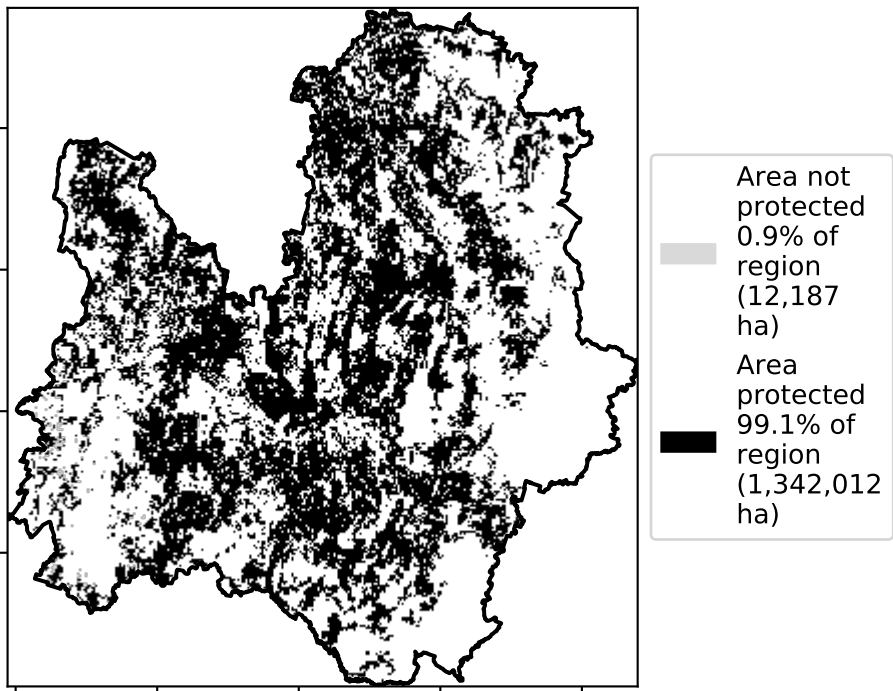 Area not
protected
0.9% of
region
(12,187
ha)
Area
protected
99.1% of
region
(1,342,012
ha)